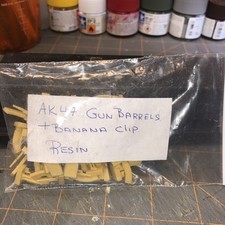 AK47 GUN BARRELS
+ BANANA CLIP
RESIN